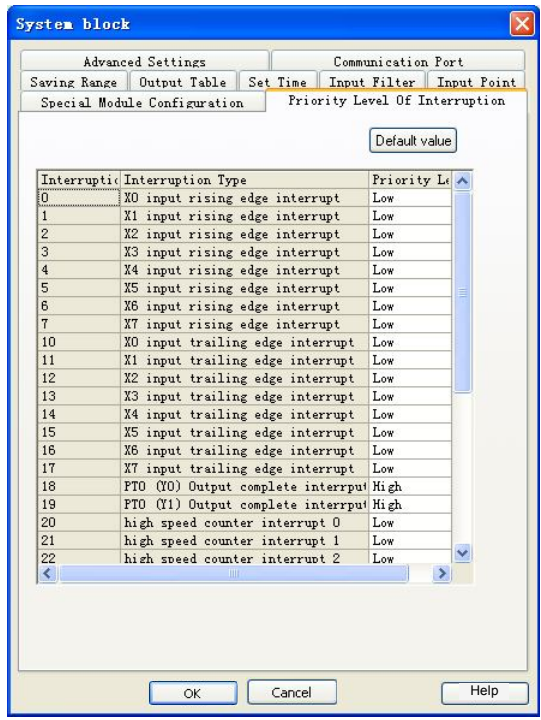 System block
Advanced Settings Communication Port
Saving Range Output Table Set Time Input Filter Input Point
Special Module Configuration Priority Level Of Interruption
Default value
Interruptic Interruption Type Priority Le
0 X0 input rising edge interrupt Low
1 X1 input rising edge interrupt Low
2 X2 input rising edge interrupt Low
3 X3 input rising edge interrupt Low
4 X4 input rising edge interrupt Low
5 X5 input rising edge interrupt Low
6 X6 input rising edge interrupt Low
7 X7 input rising edge interrupt Low
10 X0 input trailing edge interrupt Low
11 X1 input trailing edge interrupt Low
12 X2 input trailing edge interrupt Low
13 X3 input trailing edge interrupt Low
14 X4 input trailing edge interrupt Low
15 X5 input trailing edge interrupt Low
16 X6 input trailing edge interrupt Low
17 X7 input trailing edge interrupt Low
18 PTO (Y0) Output complete interrput High
19 PTO (Y1) Output complete interrput High
20 high speed counter interrupt 0 Low
21 high speed counter interrupt 1 Low
22 high speed counter interrupt 2 Low
OK Cancel Help